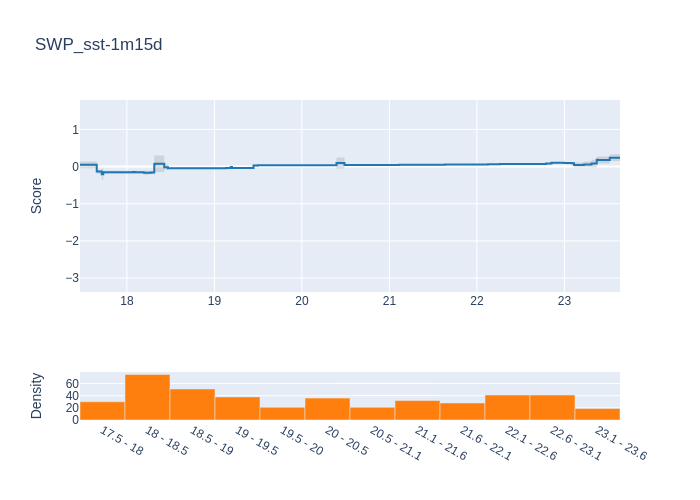 SWP_sst-1m15d
Score
1
0
−1
−2
−3
18
19
20
21
22
23
Density
60
40
20
0
17.5 - 18
18 - 18.5
18.5 - 19
19 - 19.5
19.5 - 20
20 - 20.5
20.5 - 21.1
21.1 - 21.6
21.6 - 22.1
22.1 - 22.6
22.6 - 23.1
23.1 - 23.6